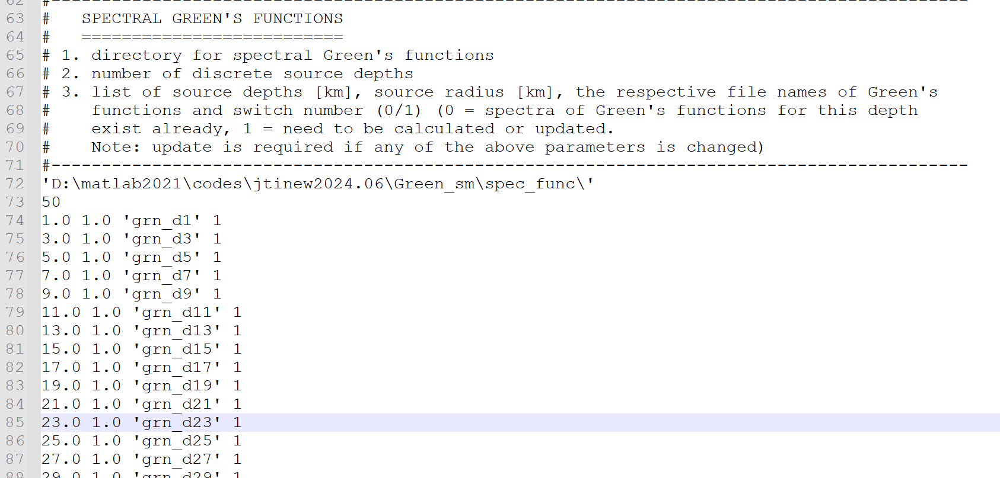 62 #-------------------------------------------------------------------------------------------
63 #   SPECTRAL GREEN'S FUNCTIONS
64 #   ==========================
65 # 1. directory for spectral Green's functions
66 # 2. number of discrete source depths
67 # 3. list of source depths [km], source radius [km], the respective file names of Green's
68 #    functions and switch number (0/1) (0 = spectra of Green's functions for this depth
69 #    exist already, 1 = need to be calculated or updated.
70 #    Note: update is required if any of the above parameters is changed)
71 #-------------------------------------------------------------------------------------------
72 'D:\matlab2021\codes\jtinew2024.06\Green_sm\spec_func\'
73 50
74 1.0 1.0 'grn_d1' 1
75 3.0 1.0 'grn_d3' 1
76 5.0 1.0 'grn_d5' 1
77 7.0 1.0 'grn_d7' 1
78 9.0 1.0 'grn_d9' 1
79 11.0 1.0 'grn_d11' 1
80 13.0 1.0 'grn_d13' 1
81 15.0 1.0 'grn_d15' 1
82 17.0 1.0 'grn_d17' 1
83 19.0 1.0 'grn_d19' 1
84 21.0 1.0 'grn_d21' 1
85 23.0 1.0 'grn_d23' 1
86 25.0 1.0 'grn_d25' 1
87 27.0 1.0 'grn_d27' 1
88 29.0 1.0 'grn_d29' 1